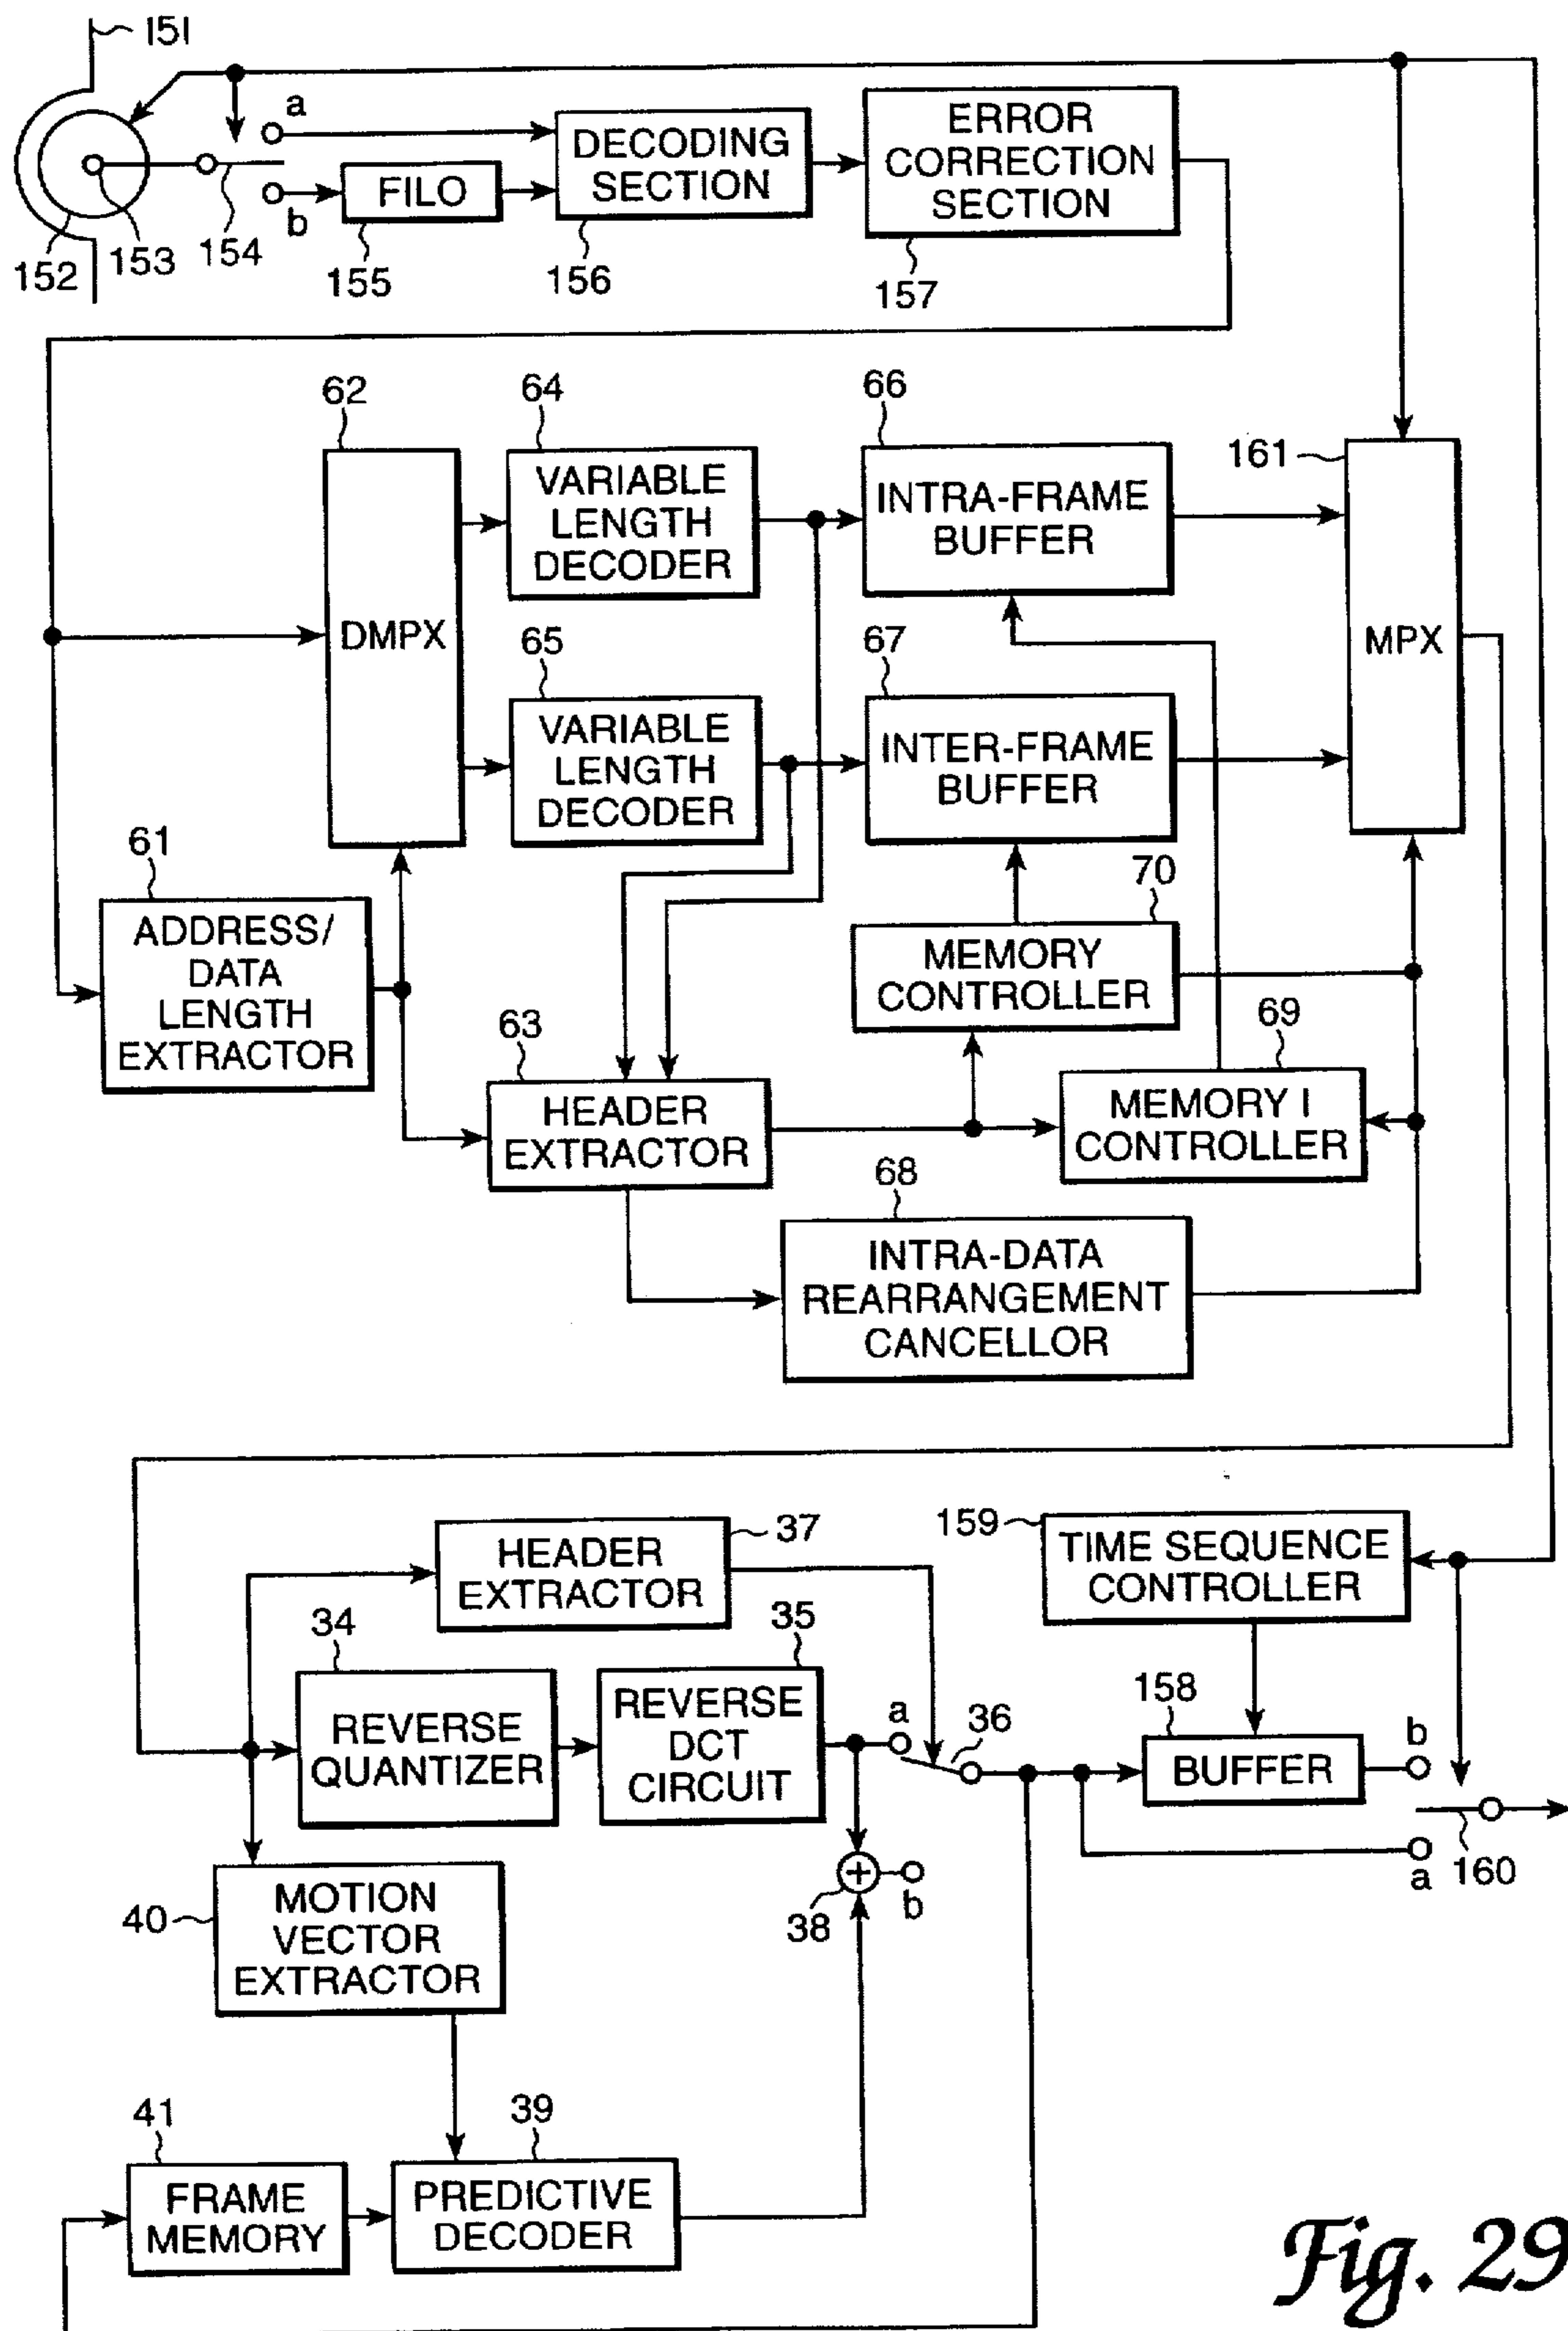 151
a
b
152
153
154
FILO
155
DECODING
SECTION
156
ERROR
CORRECTION
SECTION
157
62
DMPX
64
VARIABLE
LENGTH
DECODER
65
VARIABLE
LENGTH
DECODER
66
INTRA-FRAME
BUFFER
67
INTER-FRAME
BUFFER
161
MPX
61
ADDRESS/
DATA
LENGTH
EXTRACTOR
70
MEMORY
CONTROLLER
63
HEADER
EXTRACTOR
69
MEMORY I
CONTROLLER
68
INTRA-DATA
REARRANGEMENT
CANCELLOR
37
HEADER
EXTRACTOR
159
TIME SEQUENCE
CONTROLLER
34
REVERSE
QUANTIZER
35
REVERSE
DCT
CIRCUIT
a
36
158
BUFFER
b
a
160
38
b
40
MOTION
VECTOR
EXTRACTOR
41
FRAME
MEMORY
39
PREDICTIVE
DECODER
Fig. 29